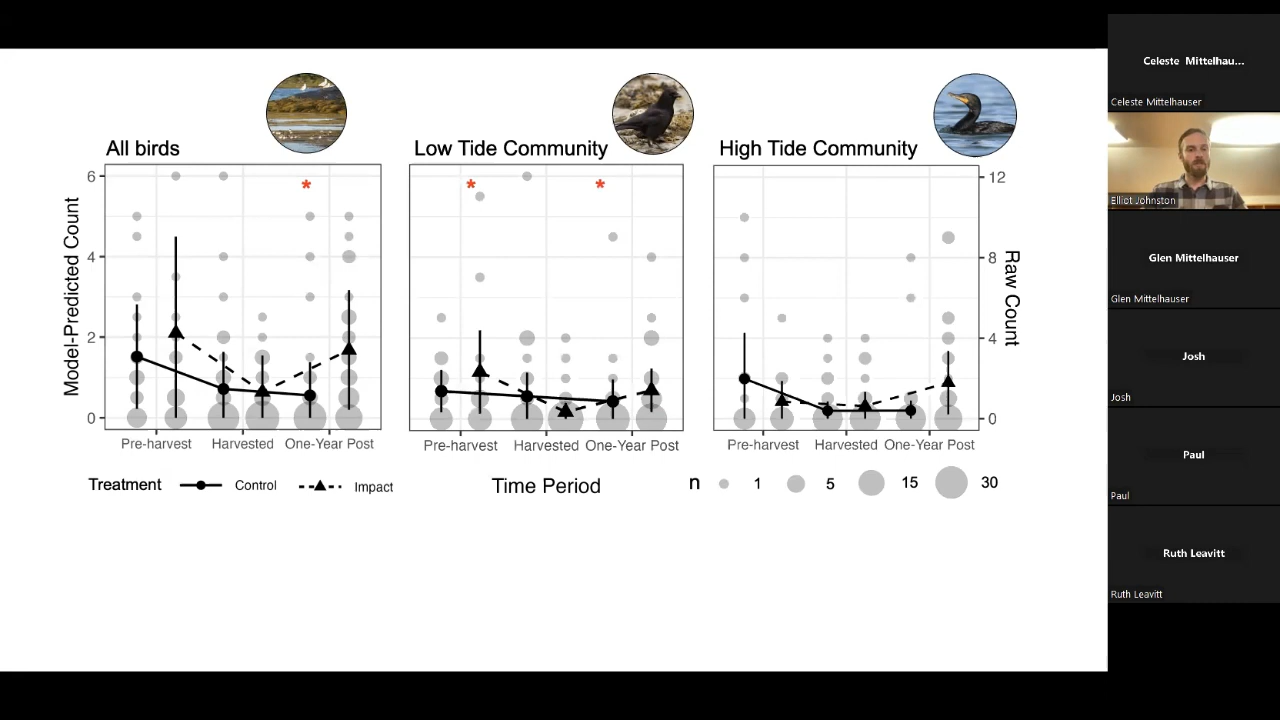 All birds
Low Tide Community
High Tide Community
*
*
*
Model-Predicted Count
6
4
2
0
12
8
4
0
Raw Count
Pre-harvest Harvested One-Year Post
Pre-harvest Harvested One-Year Post
Pre-harvest Harvested One-Year Post
Treatment Control Impact
Time Period
n 1 5 15 30
Celeste Mittelhau...
Celeste Mittelhauser
Elliot Johnston
Glen Mittelhauser
Glen Mittelhauser
Josh
Josh
Paul
Paul
Ruth Leavitt
Ruth Leavitt